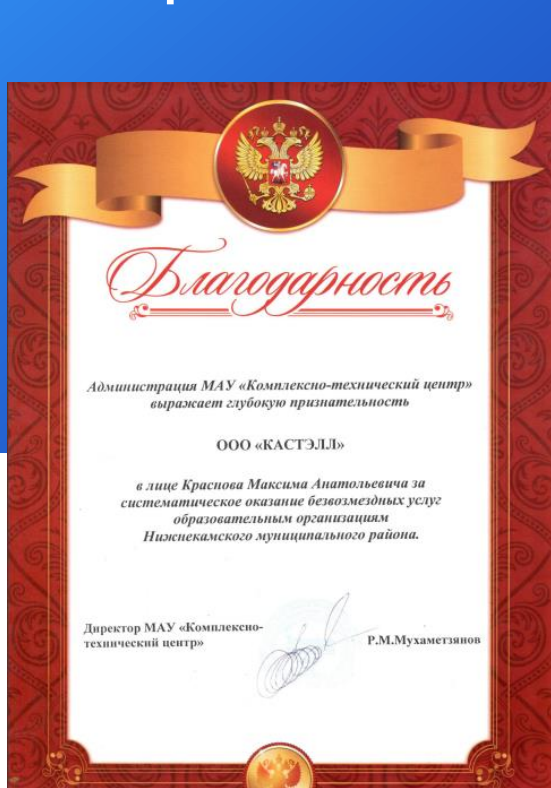 Благодарность
Администрация МАУ «Комплексно-технический центр»
выражает глубокую признательность
ООО «КАСТЭЛЛ»
в лице Краснова Максима Анатольевича за
систематическое оказание безвозмездных услуг
образовательным организациям
Нижнекамского муниципального района.
Директор МАУ «Комплексно-
технический центр»
Р.М.Мухаметзянов